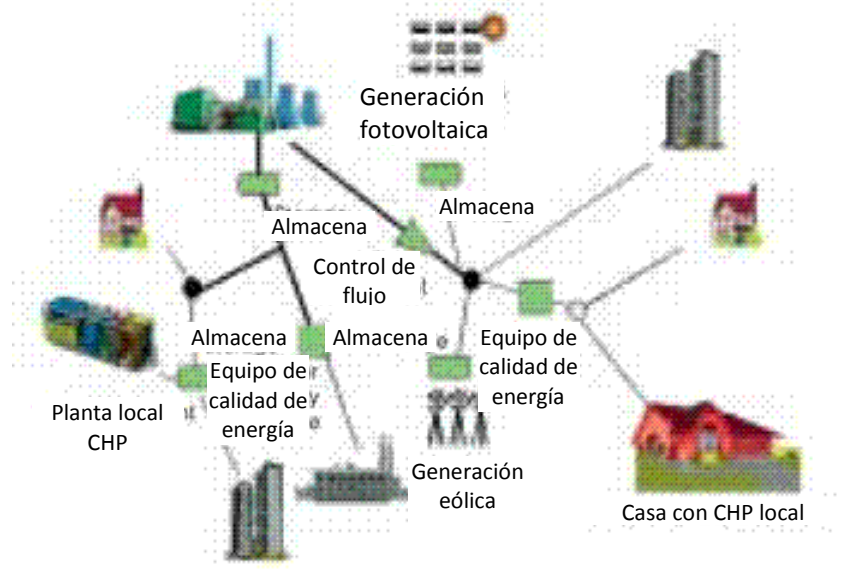 Generación
fotovoltaica
Almacena
Almacena
Control de
flujo
Almacena
Almacena
Equipo de
calidad de
energía
Equipo de
calidad de
energía
Planta local
CHP
Generación
eólica
Casa con CHP local